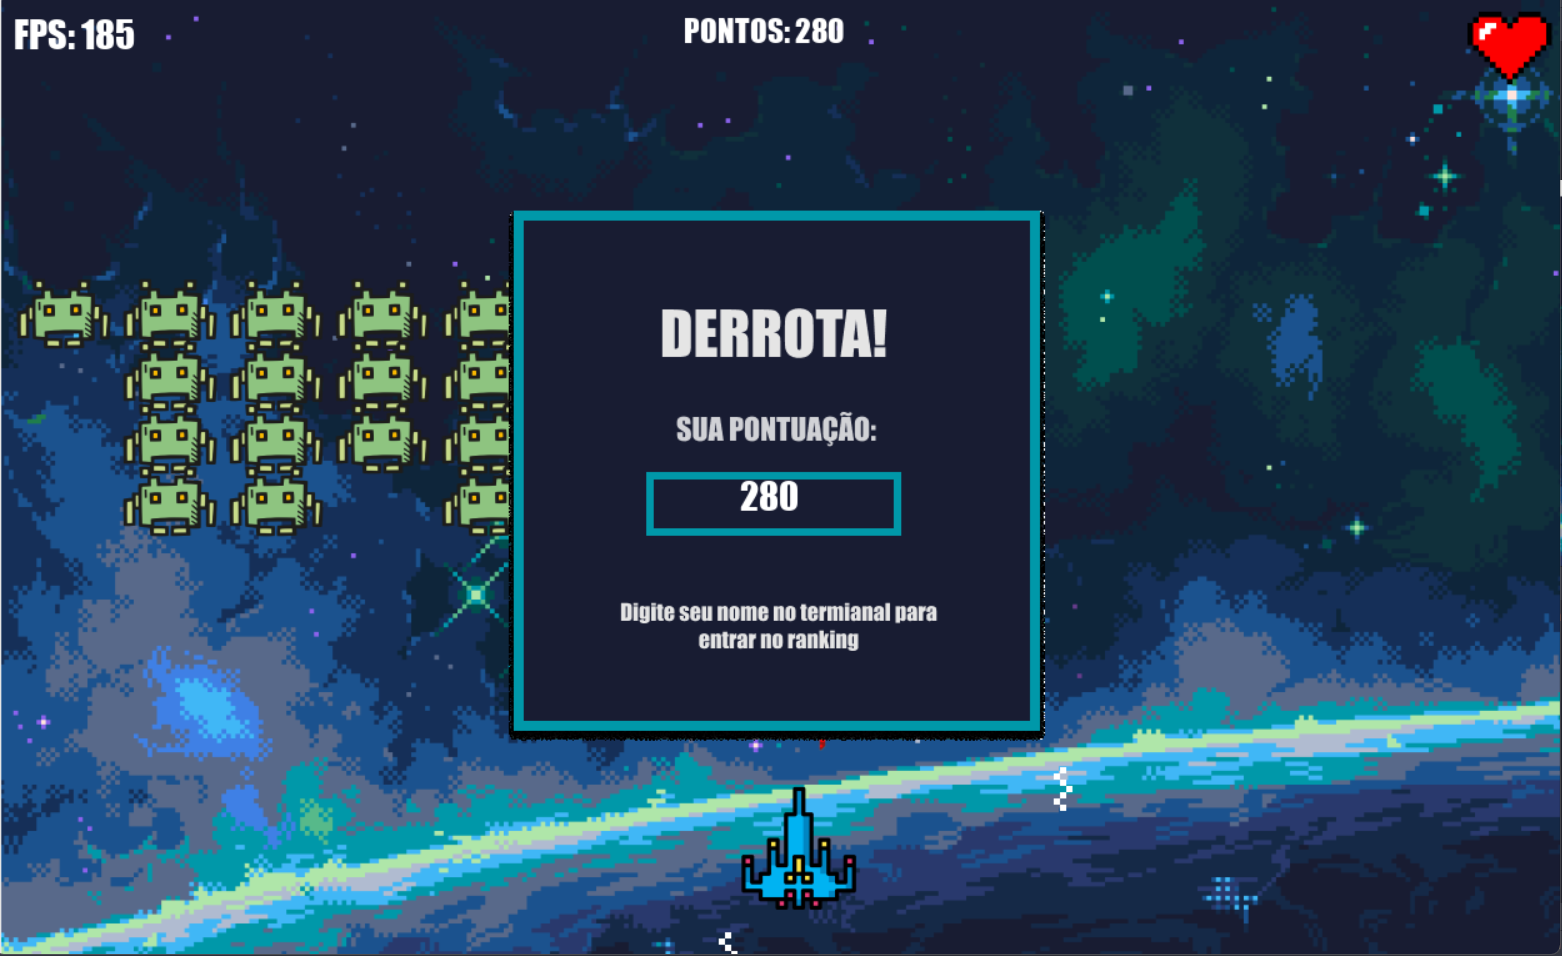 FPS: 185
PONTOS: 280
DERROTA!
SUA PONTUAÇÃO:
280
Digite seu nome no termianal para
entrar no ranking